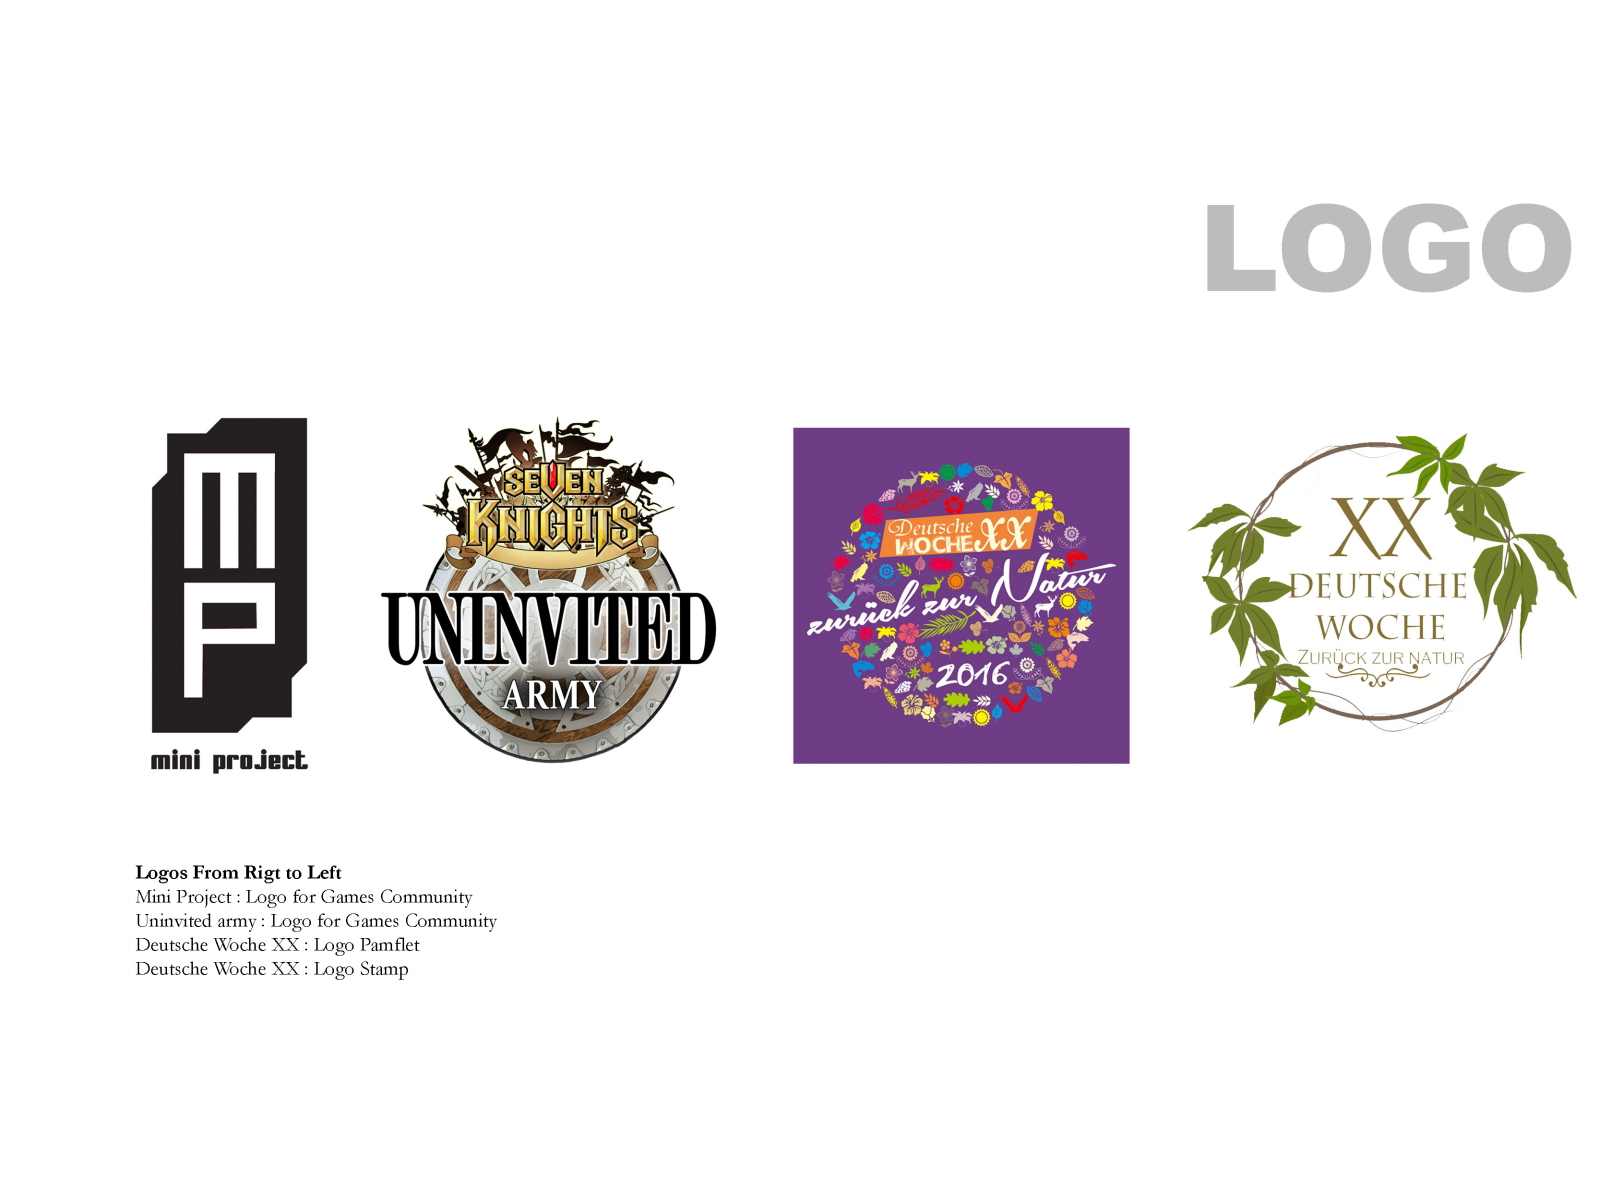 LOGO
MP
mini project
SEVEN
KNIGHTS
UNINVITED
ARMY
Deutsche
WOCHE XX
zurück zur Natur
2016
XX
DEUTSCHE
WOCHE
ZURÜCK ZUR NATUR
Logos From Rigt to Left
Mini Project : Logo for Games Community
Uninvited army : Logo for Games Community
Deutsche Woche XX : Logo Pamflet
Deutsche Woche XX : Logo Stamp